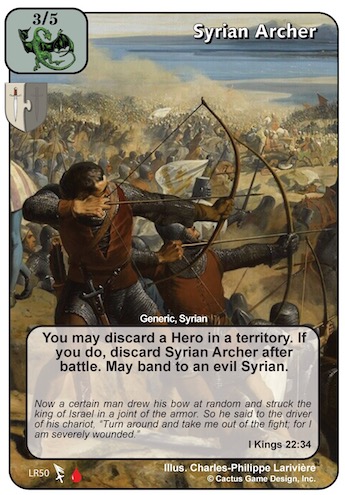 3/5
Syrian Archer
Generic, Syrian
You may discard a Hero in a territory. If
you do, discard Syrian Archer after
battle. May band to an evil Syrian.
Now a certain man drew his bow at random and struck the
king of Israel in a joint of the armor. So he said to the driver
of his chariot, “Turn around and take me out of the fight; for I
am severely wounded.”
I Kings 22:34
LR50
Illus. Charles-Philippe Larivière
© Cactus Game Design, Inc.